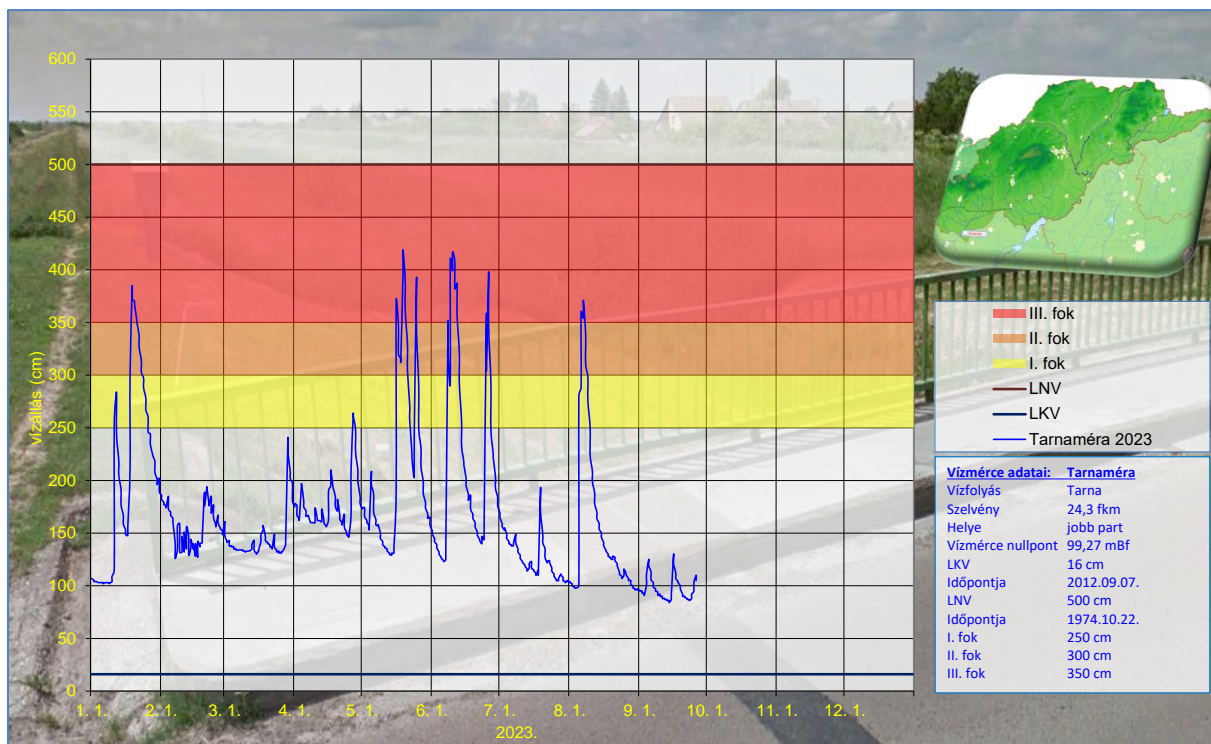 600
550
500
450
400
350
300
250
200
150
100
50
0
vízállás (cm)
1. 1.
2. 1.
3. 1.
4. 1.
5. 1.
6. 1.
7. 1.
8. 1.
9. 1.
10. 1.
11. 1.
12. 1.
2023.
III. fok
II. fok
I. fok
LNV
LKV
Tarnaméra 2023
Vízmérce adatai: Tarnaméra
Vízfolyás Tarna
Szelvény 24,3 fkm
Helye jobb part
Vízmérce nullpont 99,27 mBf
LKV 16 cm
Időpontja 2012.09.07.
LNV 500 cm
Időpontja 1974.10.22.
I. fok 250 cm
II. fok 300 cm
III. fok 350 cm